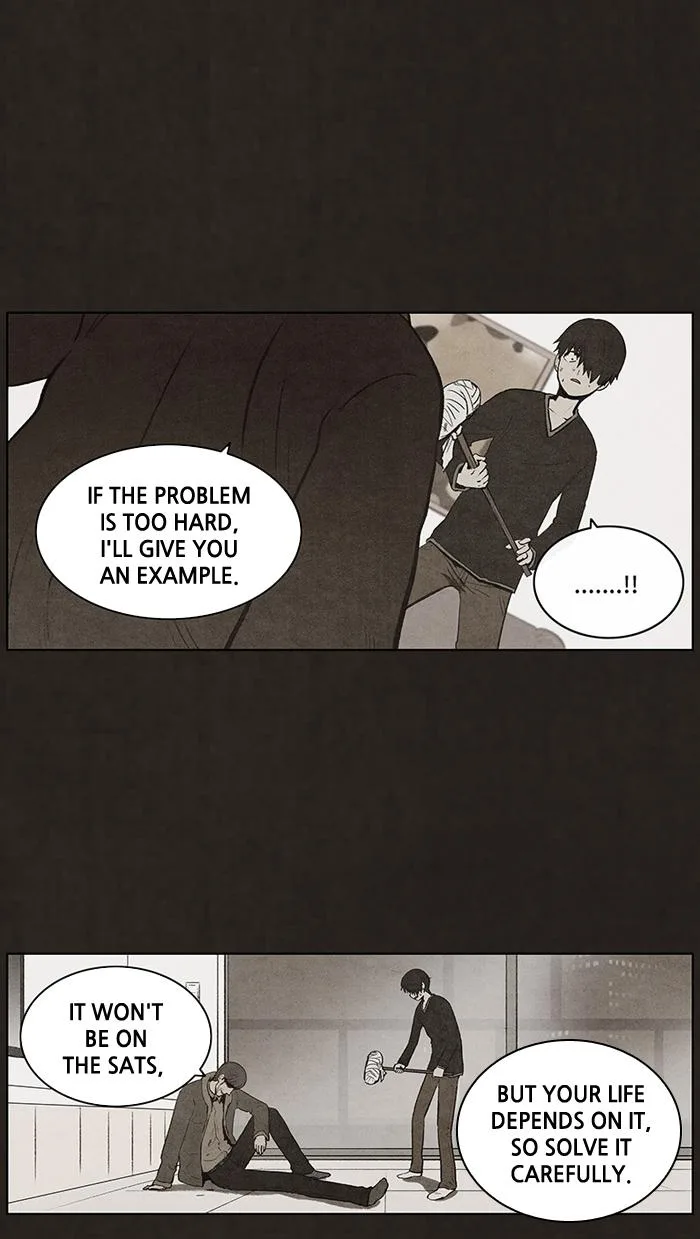 IF THE PROBLEM
IS TOO HARD,
I'LL GIVE YOU
AN EXAMPLE.
.......!!
IT WON'T
BE ON
THE SATS,
BUT YOUR LIFE
DEPENDS ON IT,
SO SOLVE IT
CAREFULLY.